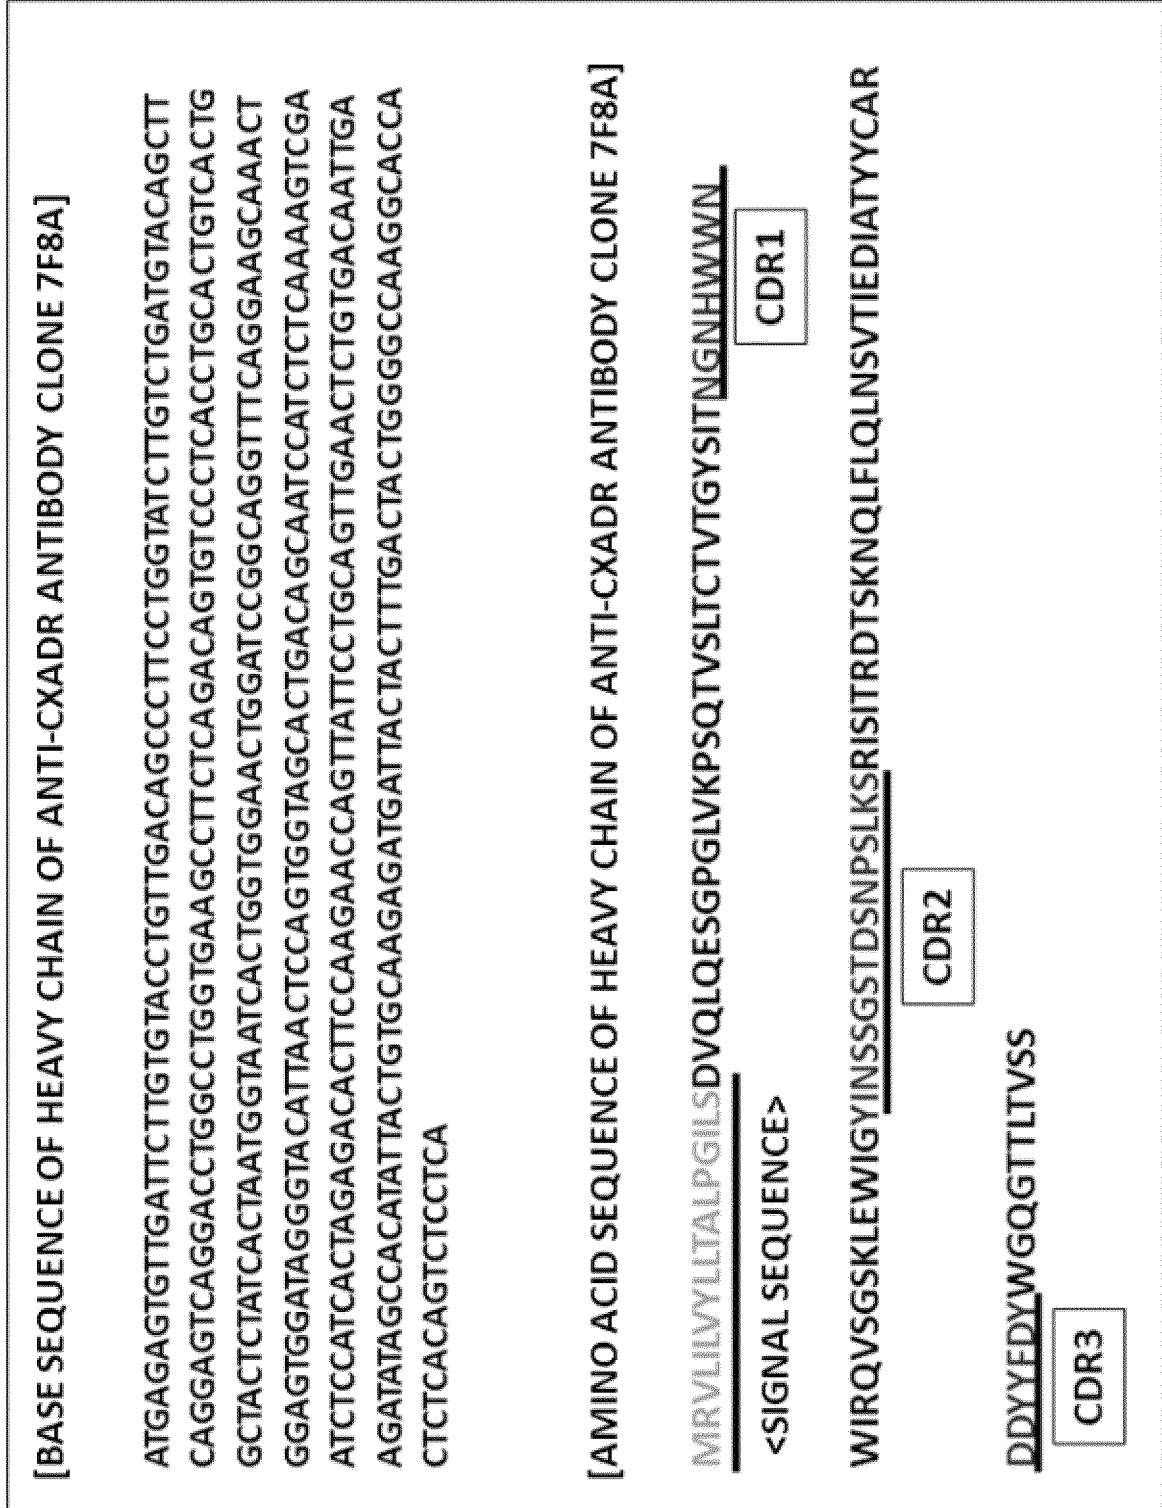 [BASE SEQUENCE OF HEAVY CHAIN OF ANTI-CXADR ANTIBODY CLONE 7F8A]
ATGAGAGTGTTGATTCTTGTGTACCTGTTGACAGCCCTTCCTGGTATCTTGTCTGATGTACAGCTT
CAGGAGTCAGGACCTGGCCTGGTGAAGCCTTCTCAGACAGTGTCCCTCACCTGCACTGTCACTG
GCTACTCTATCACTAATGGTAATCACTGGTGGAACTGGATCCGGCAGGTTTCAGGAAGCAAACT
GGAGTGGATAGGGTACATTAACTCCAGTGGTAGCACTGACAGCAATCCATCTCTCAAAAGTCGA
ATCTCCATCACTAGAGACACTTCCAAGAACCAGTTATTCCTGCAGTTGAACTCTGTGACAATTGA
AGATATAGCCACATATTACTGTGCAAGAGATGATTACTACTTTGACTACTGGGGCCAAGGCACCA
CTCTCACAGTCTCCTCA
[AMINO ACID SEQUENCE OF HEAVY CHAIN OF ANTI-CXADR ANTIBODY CLONE 7F8A]
MRVLILVYLLTALPGILSDVQLQESGPGLVKPSQTVSLTCTVTGYSITNGNHWWN
<SIGNAL SEQUENCE> CDR1
WIRQVSGSKLEWIGYINSSGSTDSNPSLKSRISITRDTSKNQLFLQLNSVTIEDIATYYCAR
CDR2
DDYYFDYWGQGTTLTVSS
CDR3